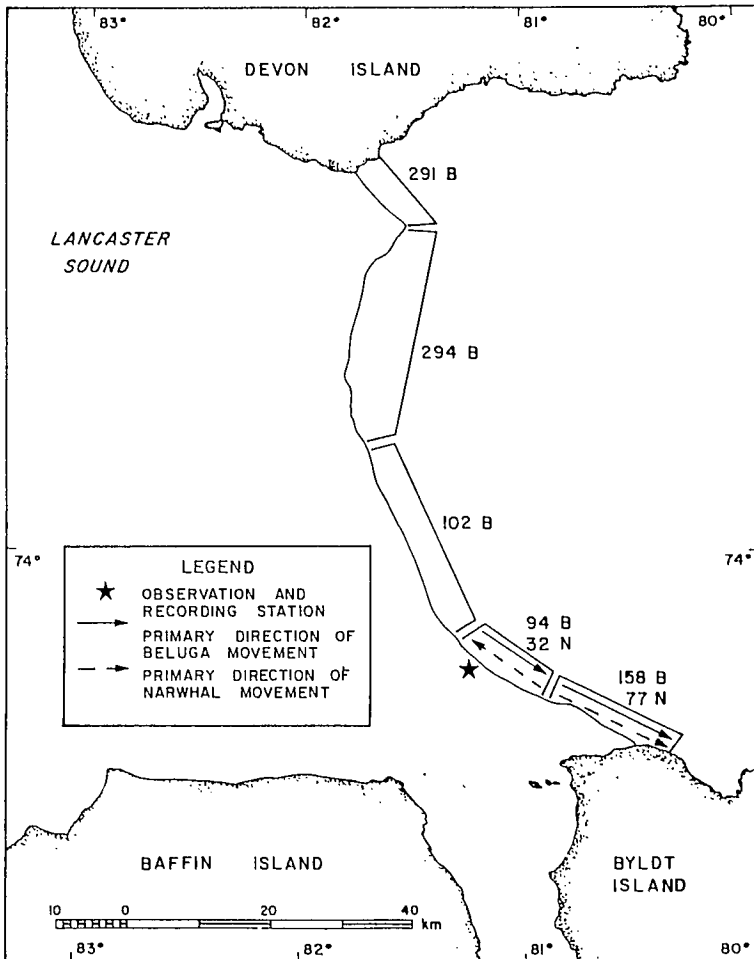 83°
82°
81°
80°
DEVON ISLAND
291 B
LANCASTER
SOUND
294 B
102 B
74°
74°
LEGEND
OBSERVATION AND
RECORDING STATION
PRIMARY DIRECTION OF
BELUGA MOVEMENT
PRIMARY DIRECTION OF
NARWHAL MOVEMENT
94 B
32 N
158 B
77 N
BAFFIN ISLAND
BYLDT
ISLAND
10 0 20 40 km
83°
82°
81°
80°